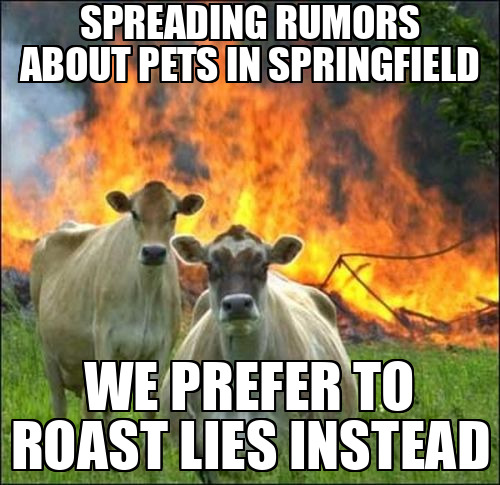 SPREADING RUMORS
ABOUT PETS IN SPRINGFIELD
WE PREFER TO
ROAST LIES INSTEAD